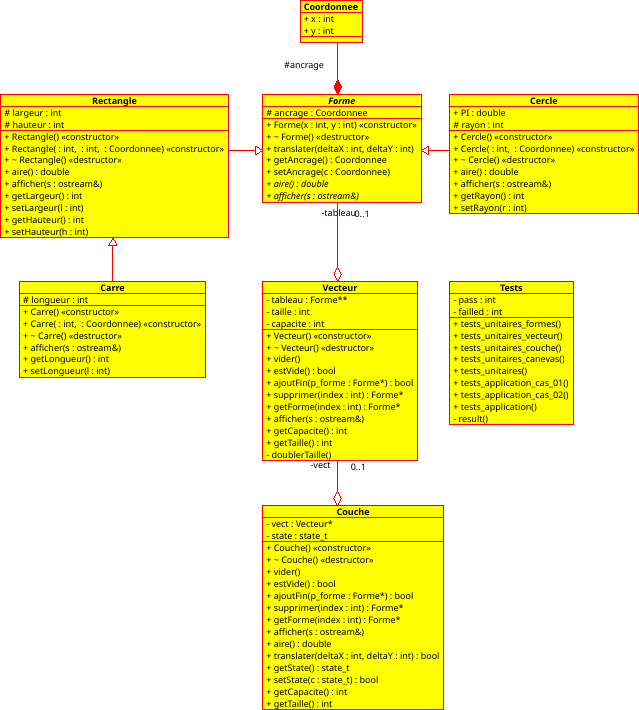 Coordonnee
+ x : int
+ y : int
#ancrage
Rectangle
# largeur : int
# hauteur : int
+ Rectangle() «constructor»
+ Rectangle( : int,  : int,  : Coordonnee) «constructor»
+ ~ Rectangle() «destructor»
+ aire() : double
+ afficher(s : ostream&)
+ getLargeur() : int
+ setLargeur(l : int)
+ getHauteur() : int
+ setHauteur(h : int)
Forme
# ancrage : Coordonnee
+ Forme(x : int, y : int) «constructor»
+ ~ Forme() «destructor»
+ translater(deltaX : int, deltaY : int)
+ getAncrage() : Coordonnee
+ setAncrage(c : Coordonnee)
+ aire() : double
+ afficher(s : ostream&)
Cercle
+ PI : double
# rayon : int
+ Cercle() «constructor»
+ Cercle( : int,  : Coordonnee) «constructor»
+ ~ Cercle() «destructor»
+ aire() : double
+ afficher(s : ostream&)
+ getRayon() : int
+ setRayon(r : int)
-tableau 0..1
Carre
# longueur : int
+ Carre() «constructor»
+ Carre( : int,  : Coordonnee) «constructor»
+ ~ Carre() «destructor»
+ afficher(s : ostream&)
+ getLongueur() : int
+ setLongueur(l : int)
Vecteur
- tableau : Forme**
- taille : int
- capacite : int
+ Vecteur() «constructor»
+ ~ Vecteur() «destructor»
+ vider()
+ estVide() : bool
+ ajoutFin(p_forme : Forme*) : bool
+ supprimer(index : int) : Forme*
+ getForme(index : int) : Forme*
+ afficher(s : ostream&)
+ getCapacite() : int
+ getTaille() : int
- doublerTaille()
Tests
- pass : int
- failled : int
+ tests_unitaires_formes()
+ tests_unitaires_vecteur()
+ tests_unitaires_couche()
+ tests_unitaires_canevas()
+ tests_unitaires()
+ tests_application_cas_01()
+ tests_application_cas_02()
+ tests_application()
- result()
-vect 0..1
Couche
- vect : Vecteur*
- state : state_t
+ Couche() «constructor»
+ ~ Couche() «destructor»
+ vider()
+ estVide() : bool
+ ajoutFin(p_forme : Forme*) : bool
+ supprimer(index : int) : Forme*
+ getForme(index : int) : Forme*
+ afficher(s : ostream&)
+ aire() : double
+ translater(deltaX : int, deltaY : int) : bool
+ getState() : state_t
+ setState(c : state_t) : bool
+ getCapacite() : int
+ getTaille() : int